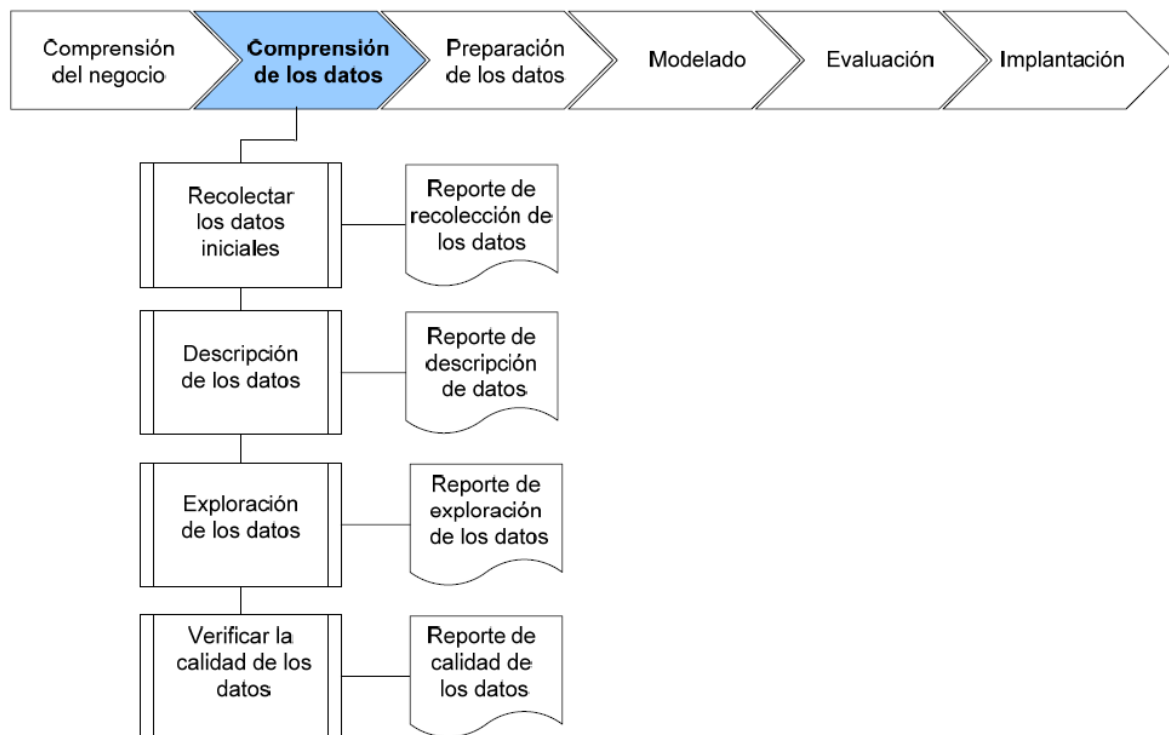 Comprensión
del negocio
Comprensión
de los datos
Preparación
de los datos
Modelado
Evaluación
Implantación
Recolectar
los datos
iniciales
Reporte de
recolección de
los datos
Descripción
de los datos
Reporte de
descripción
de datos
Exploración
de los datos
Reporte de
exploración
de los datos
Verificar la
calidad de los
datos
Reporte de
calidad de
los datos